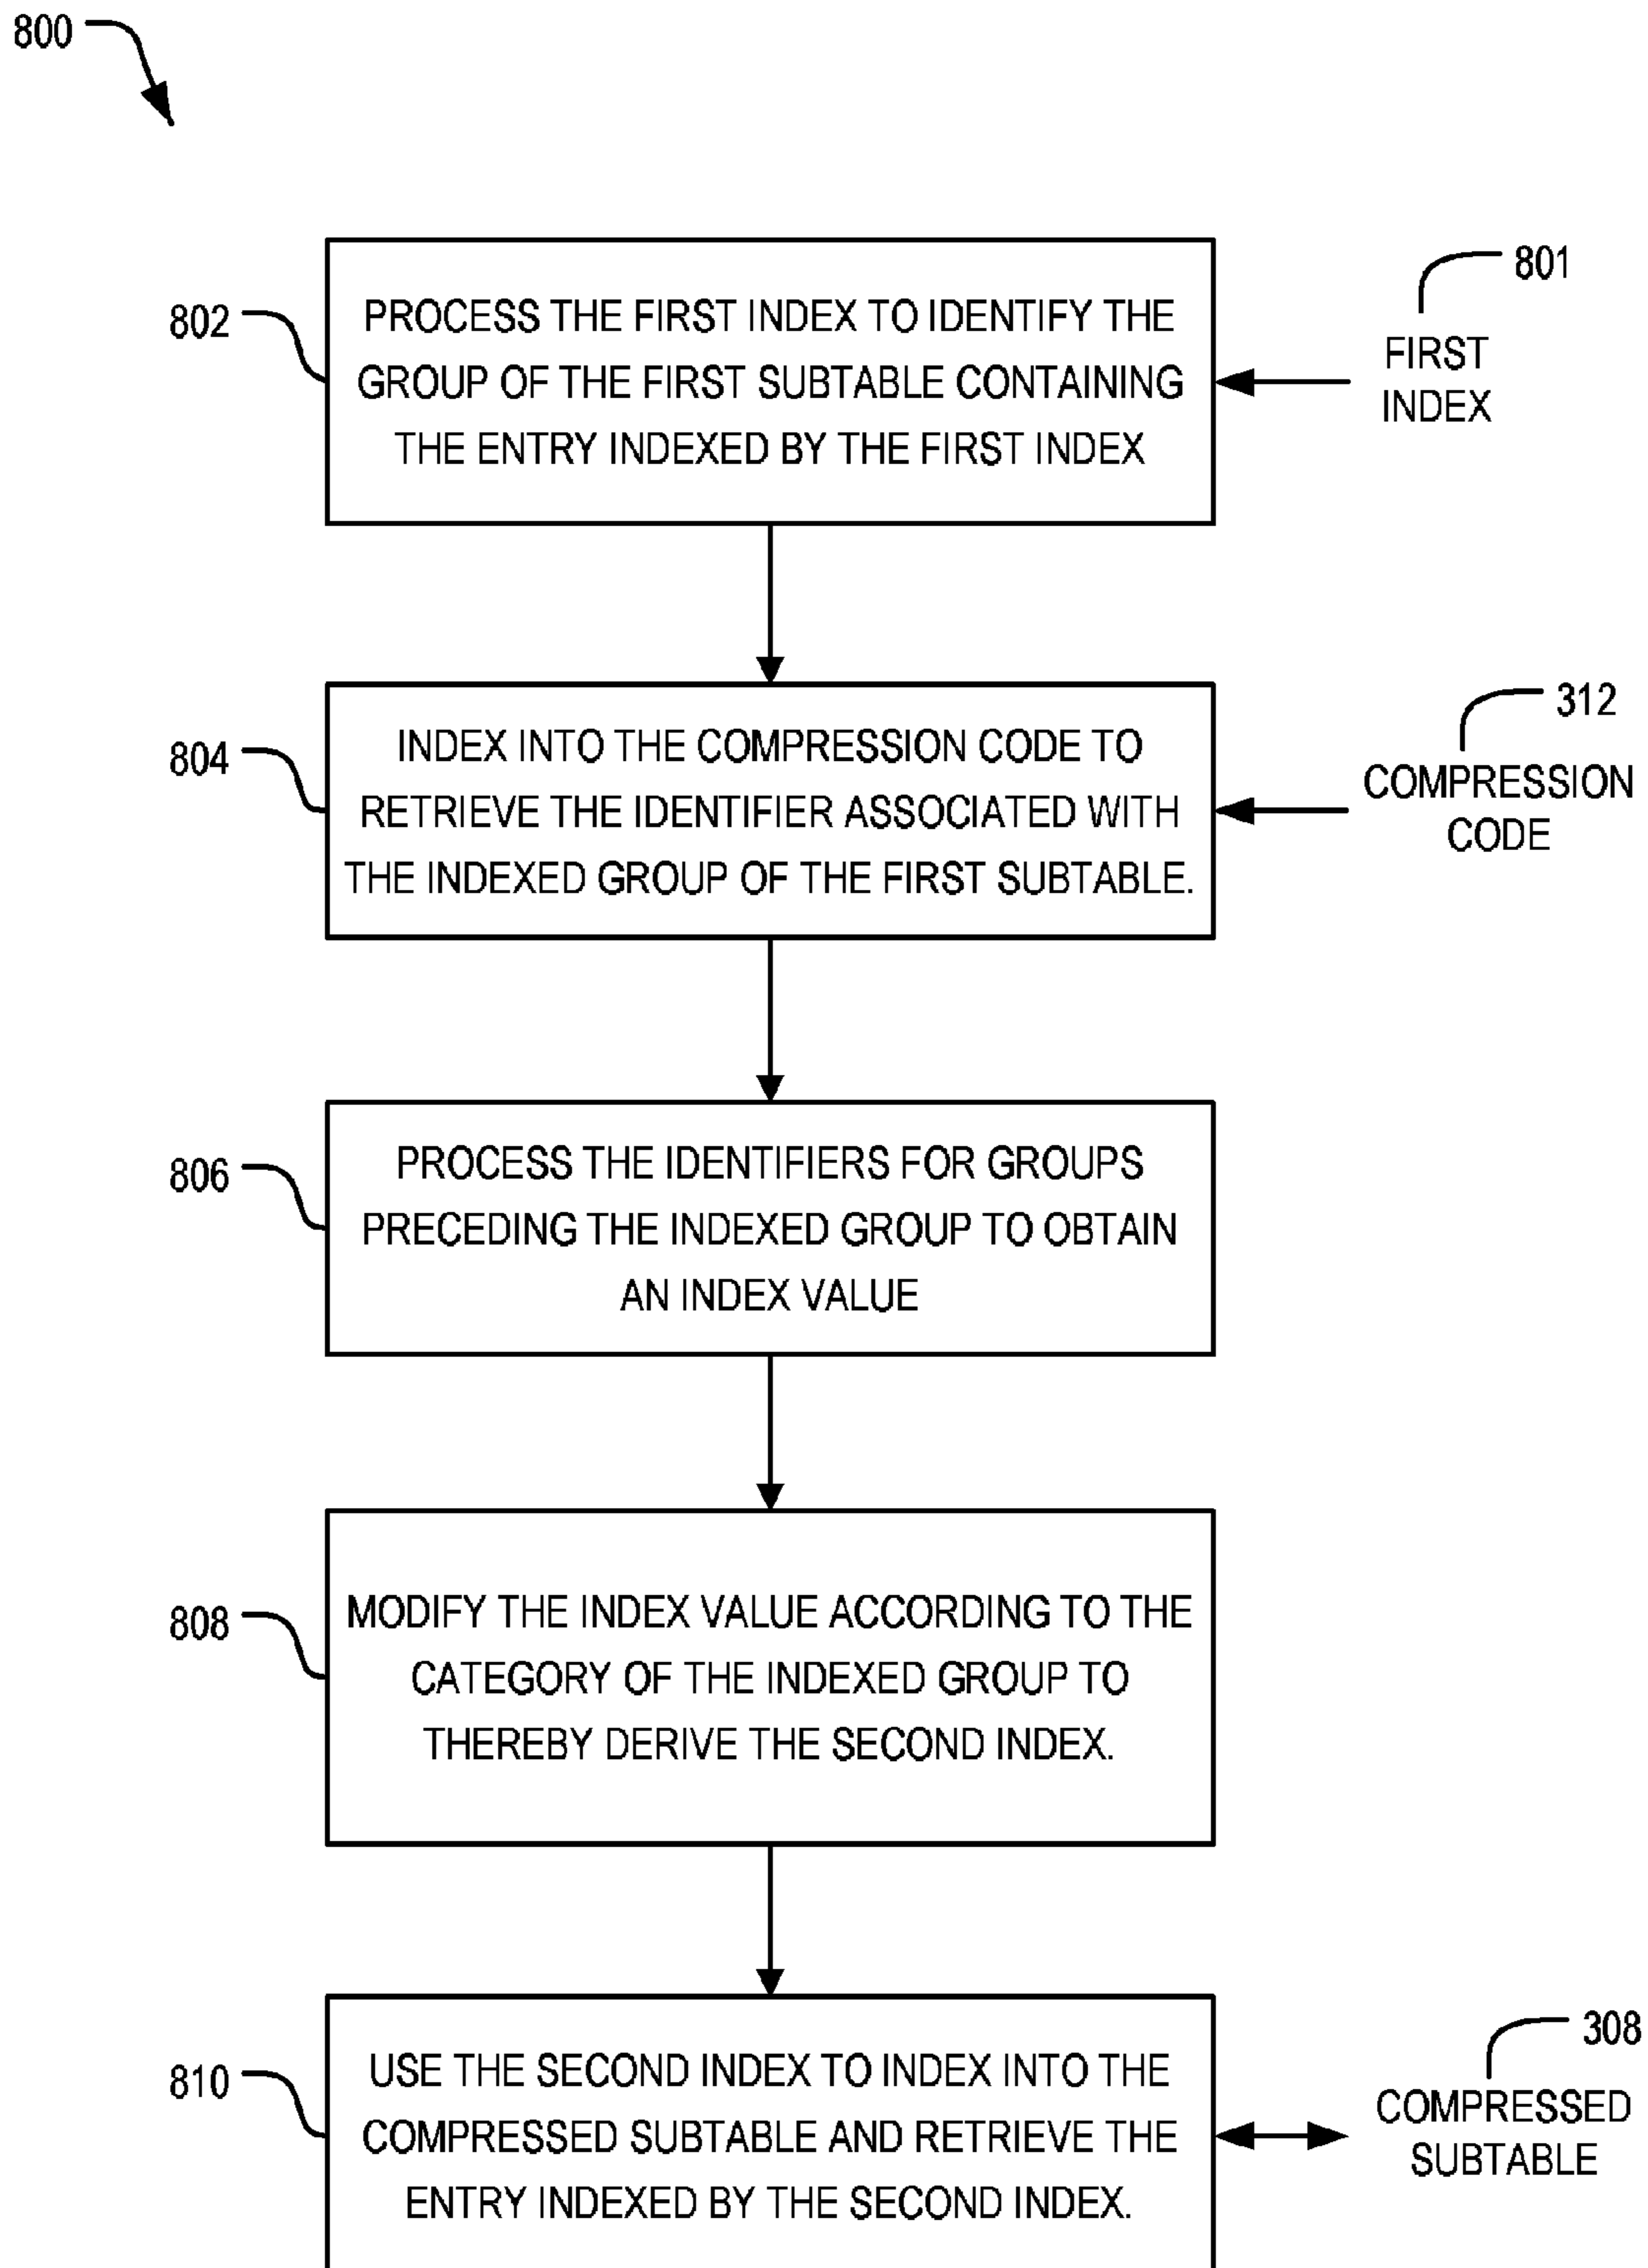 800
801
802
PROCESS THE FIRST INDEX TO IDENTIFY THE
GROUP OF THE FIRST SUBTABLE CONTAINING
THE ENTRY INDEXED BY THE FIRST INDEX
FIRST
INDEX
312
804
INDEX INTO THE COMPRESSION CODE TO
RETRIEVE THE IDENTIFIER ASSOCIATED WITH
THE INDEXED GROUP OF THE FIRST SUBTABLE.
COMPRESSION
CODE
806
PROCESS THE IDENTIFIERS FOR GROUPS
PRECEDING THE INDEXED GROUP TO OBTAIN
AN INDEX VALUE
808
MODIFY THE INDEX VALUE ACCORDING TO THE
CATEGORY OF THE INDEXED GROUP TO
THEREBY DERIVE THE SECOND INDEX.
308
810
USE THE SECOND INDEX TO INDEX INTO THE
COMPRESSED SUBTABLE AND RETRIEVE THE
ENTRY INDEXED BY THE SECOND INDEX.
COMPRESSED
SUBTABLE